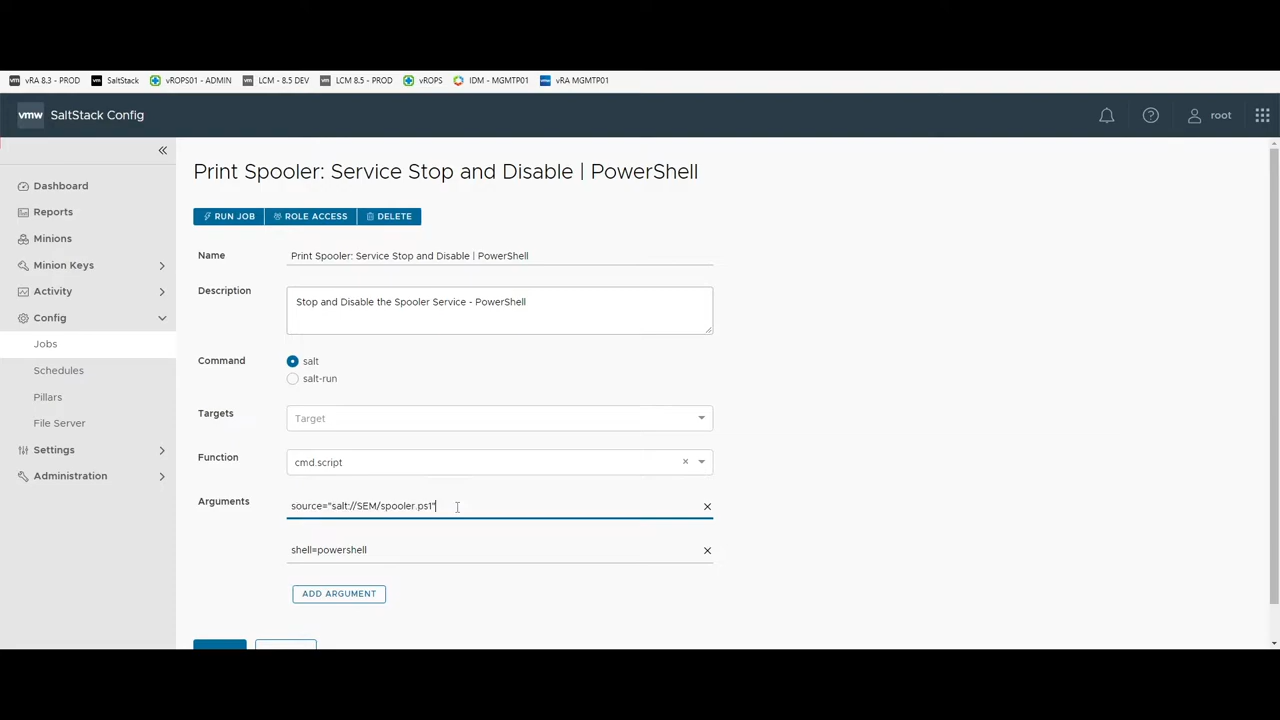 vRA 8.3 - PROD SaltStack vROPS01 - ADMIN LCM - 8.5 DEV LCM 8.5 - PROD vROPS IDM - MGMTP01 vRA MGMTP01
vmw SaltStack Config root
Print Spooler: Service Stop and Disable | PowerShell
Dashboard
Reports
Minions
Minion Keys
Activity
Config
Jobs
Schedules
Pillars
File Server
Settings
Administration
RUN JOB ROLE ACCESS DELETE
Name Print Spooler: Service Stop and Disable | PowerShell
Description Stop and Disable the Spooler Service - PowerShell
Command salt
salt-run
Targets Target
Function cmd.script
Arguments source="salt://SEM/spooler.ps1"
shell=powershell
ADD ARGUMENT